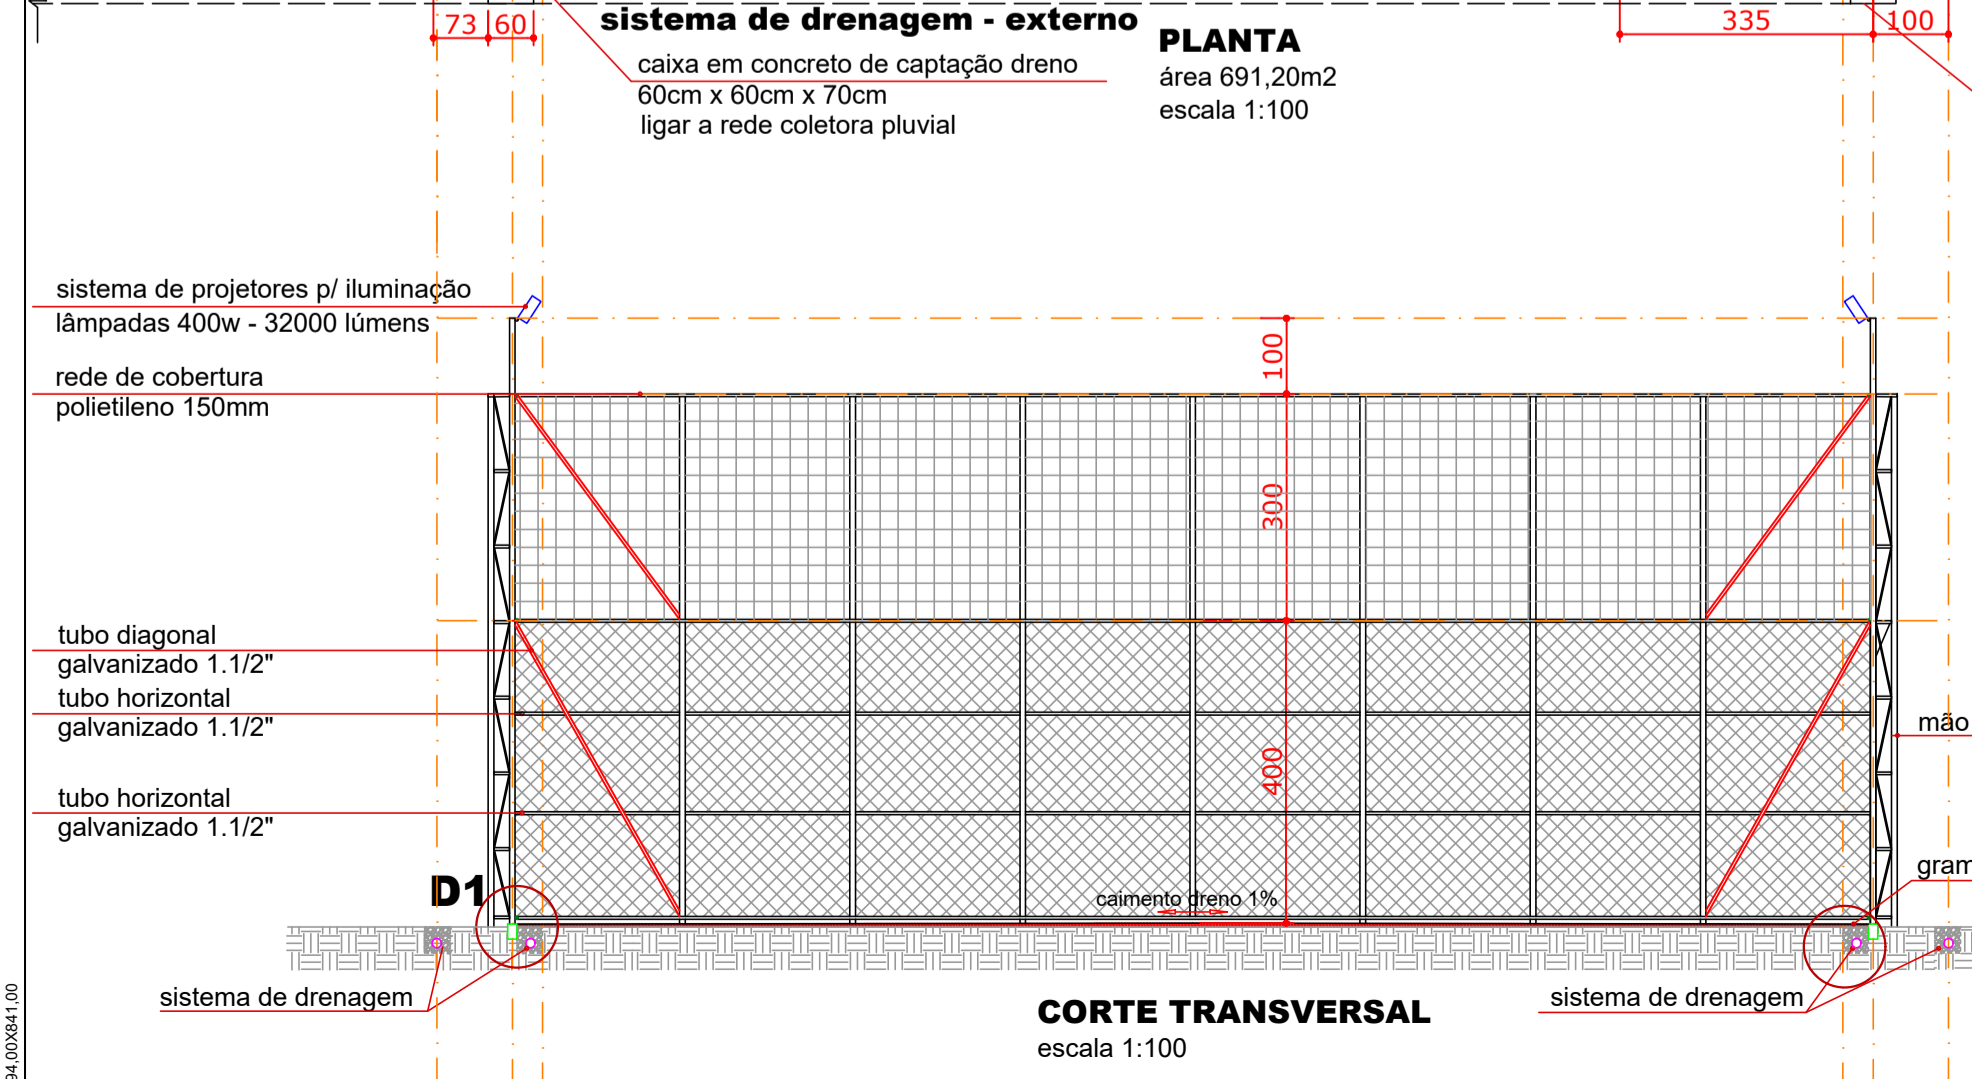 73
60
sistema de drenagem - externo
caixa em concreto de captação dreno
60cm x 60cm x 70cm
ligar a rede coletora pluvial
PLANTA
área 691,20m2
escala 1:100
335
100
sistema de projetores p/ iluminação
lâmpadas 400w - 32000 lúmens
rede de cobertura
polietileno 150mm
100
300
400
tubo diagonal
galvanizado 1.1/2"
tubo horizontal
galvanizado 1.1/2"
tubo horizontal
galvanizado 1.1/2"
mão
gram
D1
caimento dreno 1%
sistema de drenagem
sistema de drenagem
CORTE TRANSVERSAL
escala 1:100
94,00X841,00